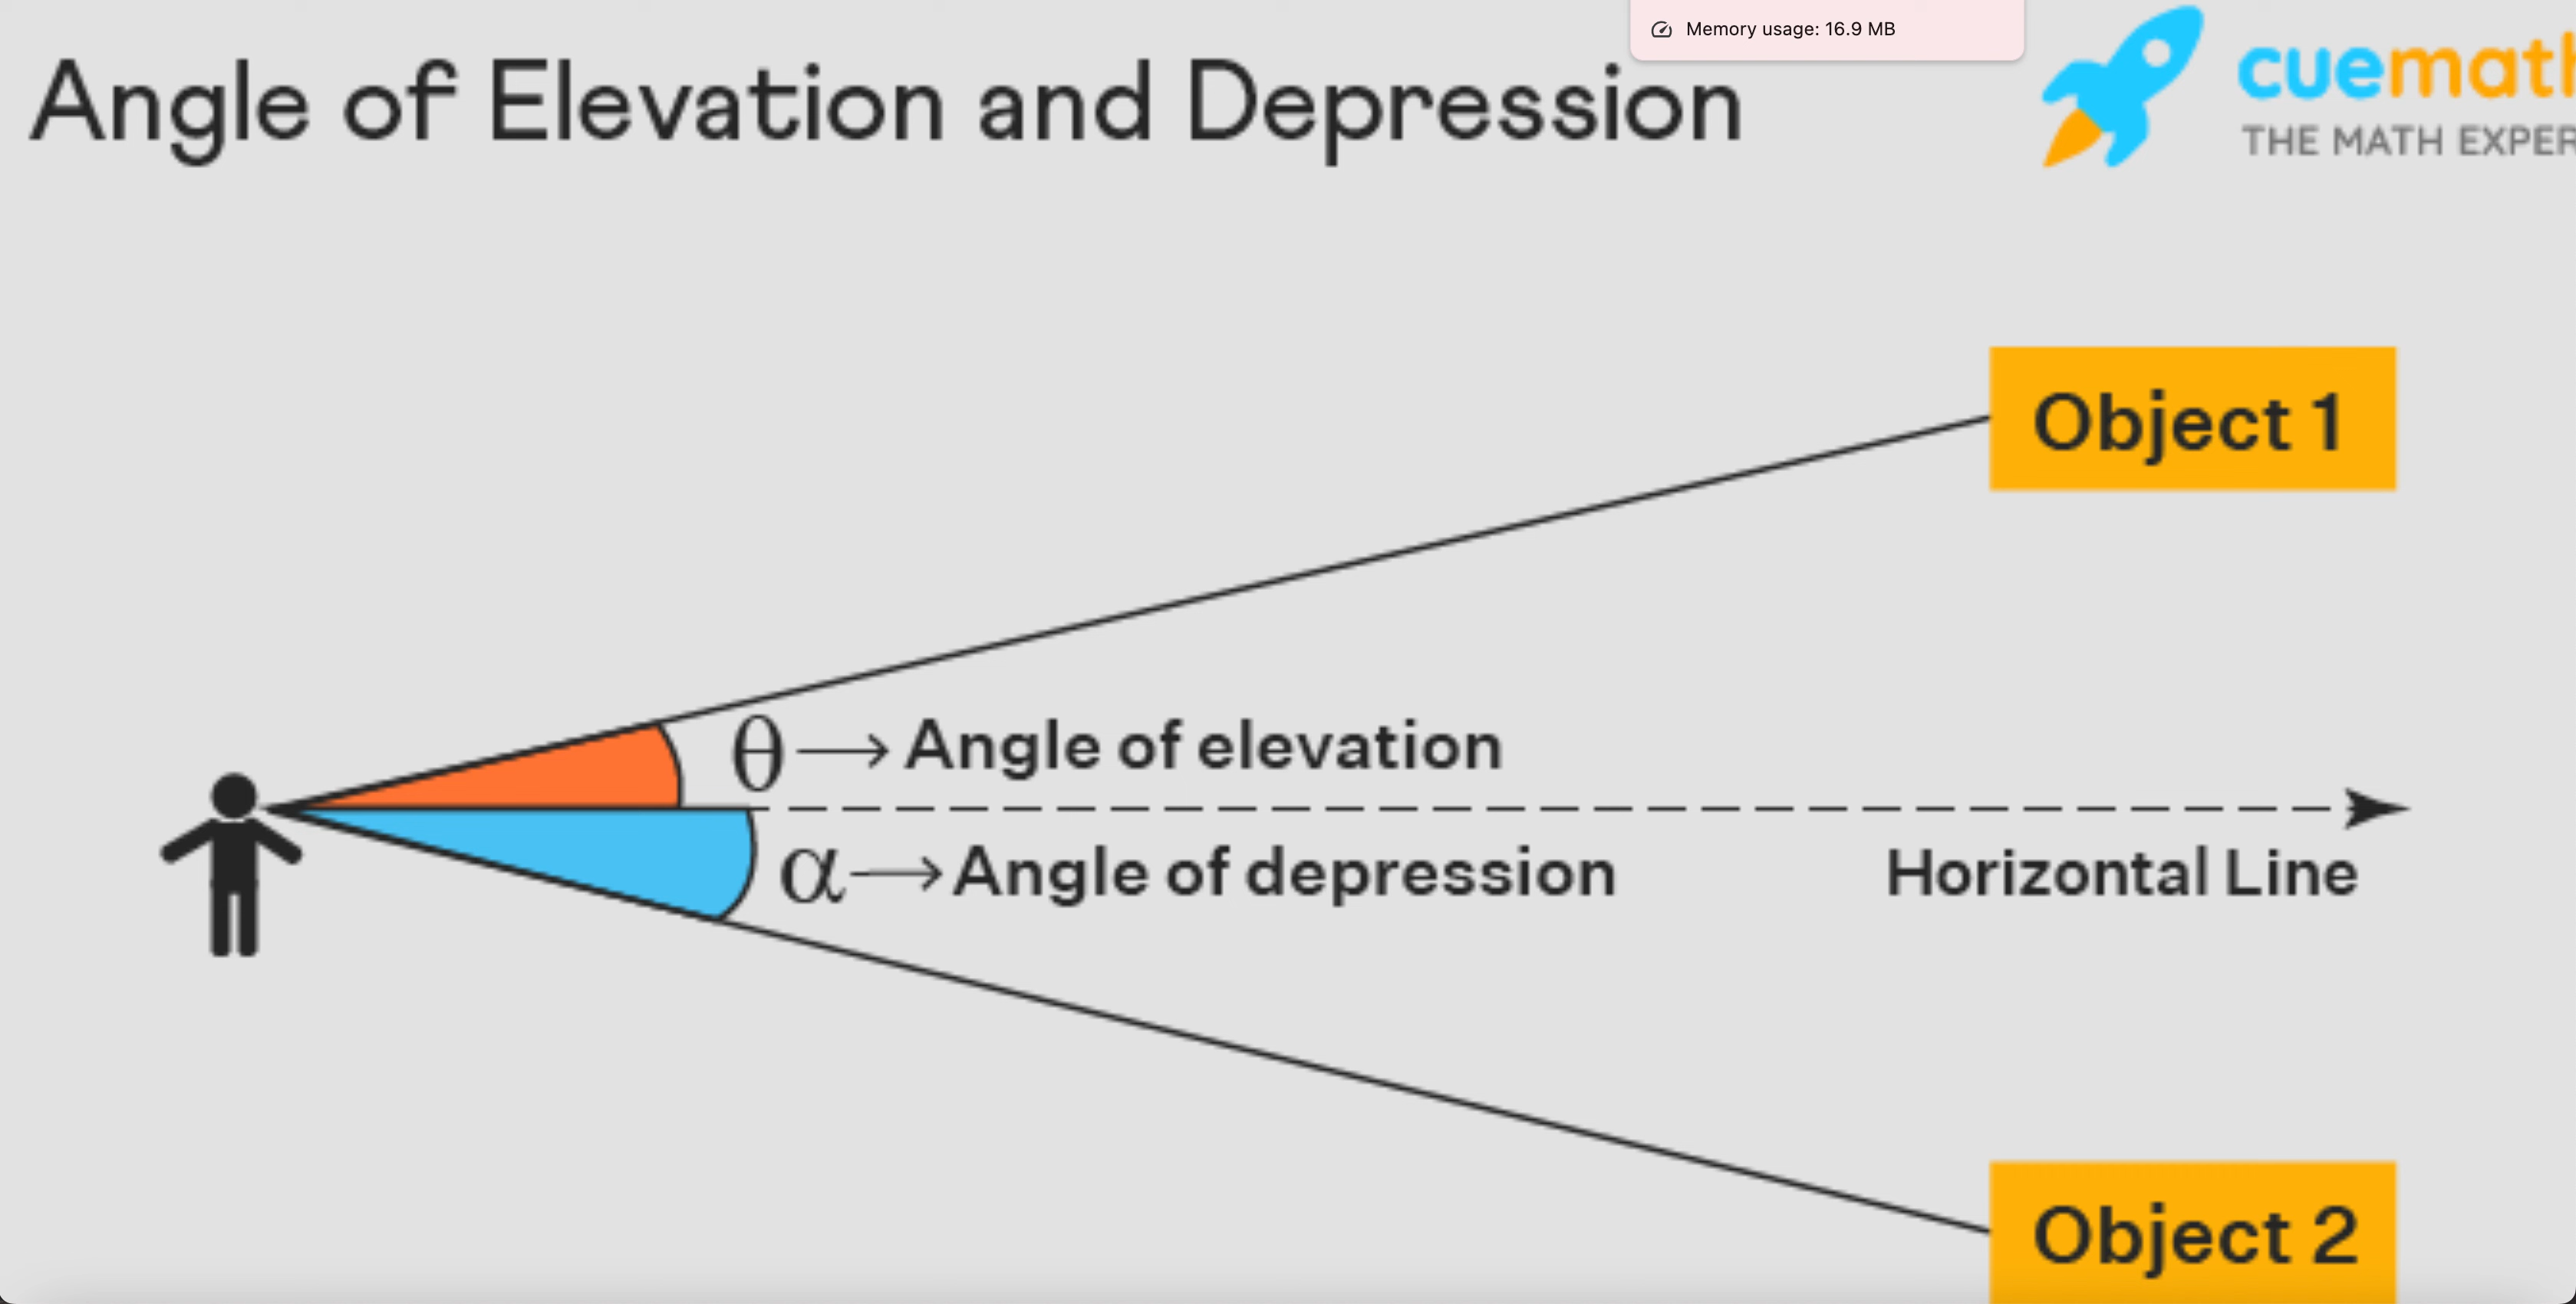 Memory usage: 16.9 MB
Angle of Elevation and Depression
cuemath
THE MATH EXPER
Object 1
θ → Angle of elevation
α → Angle of depression
Horizontal Line
Object 2